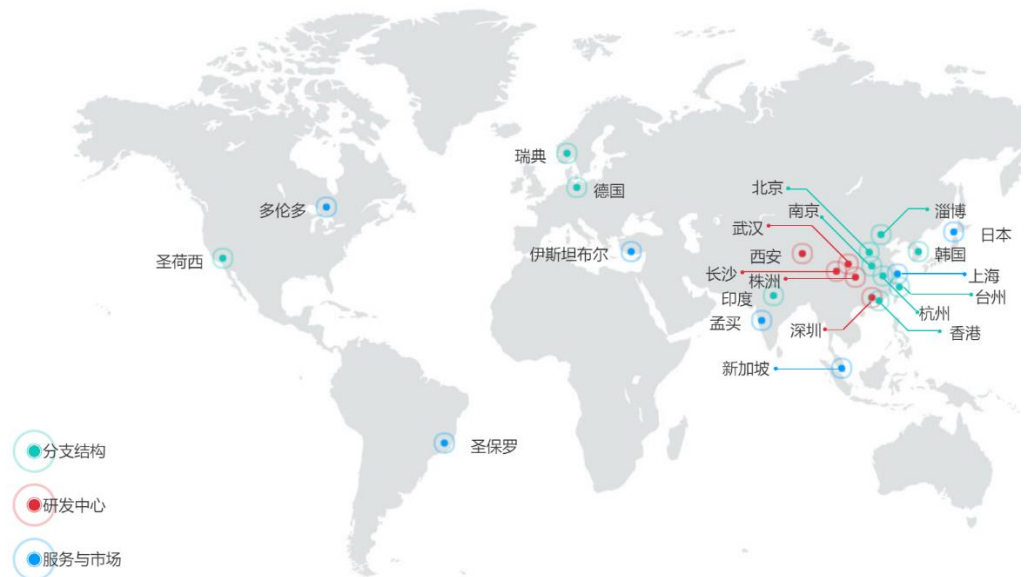 瑞典
德国
多伦多
圣荷西
伊斯坦布尔
北京
南京
武汉
淄博
日本
西安
韩国
长沙
株洲
上海
印度
台州
孟买
杭州
深圳
香港
新加坡
圣保罗
分支结构
研发中心
服务与市场